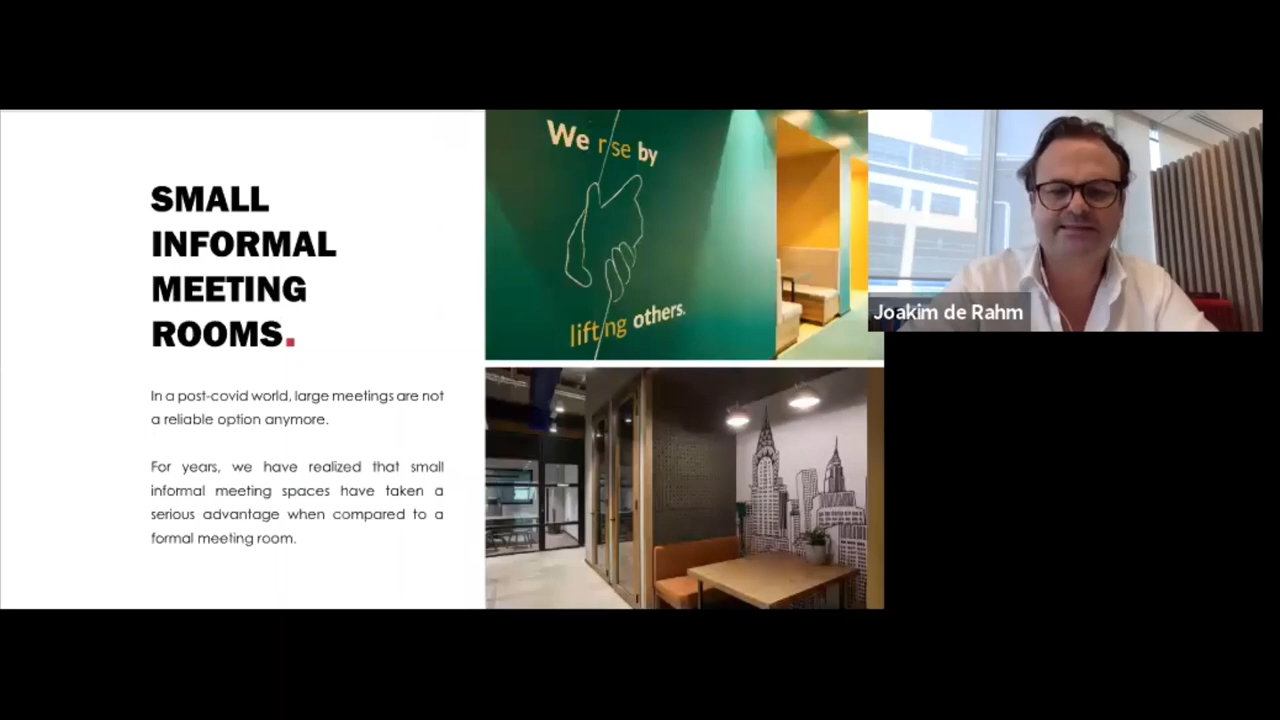 SMALL
INFORMAL
MEETING
ROOMS.
In a post-covid world, large meetings are not
a reliable option anymore.
For years, we have realized that small
informal meeting spaces have taken a
serious advantage when compared to a
formal meeting room.
We rise by
lifting others.
Joakim de Rahm